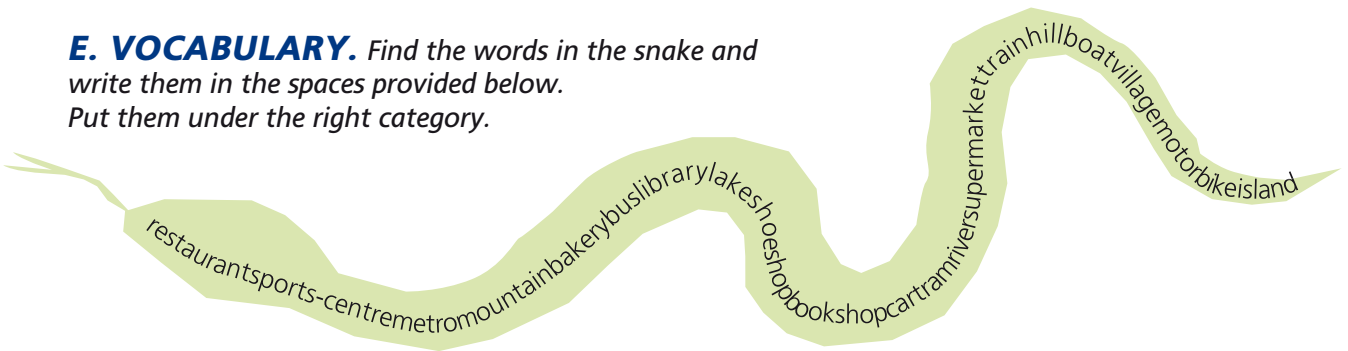 E. VOCABULARY. Find the words in the snake and
write them in the spaces provided below.
Put them under the right category.
restaurantsports-centremetromountainbakerybuslibrarylakeshoeshopbookshopcartramriversupermarkettrainhillboatvillagemotorbikeisland